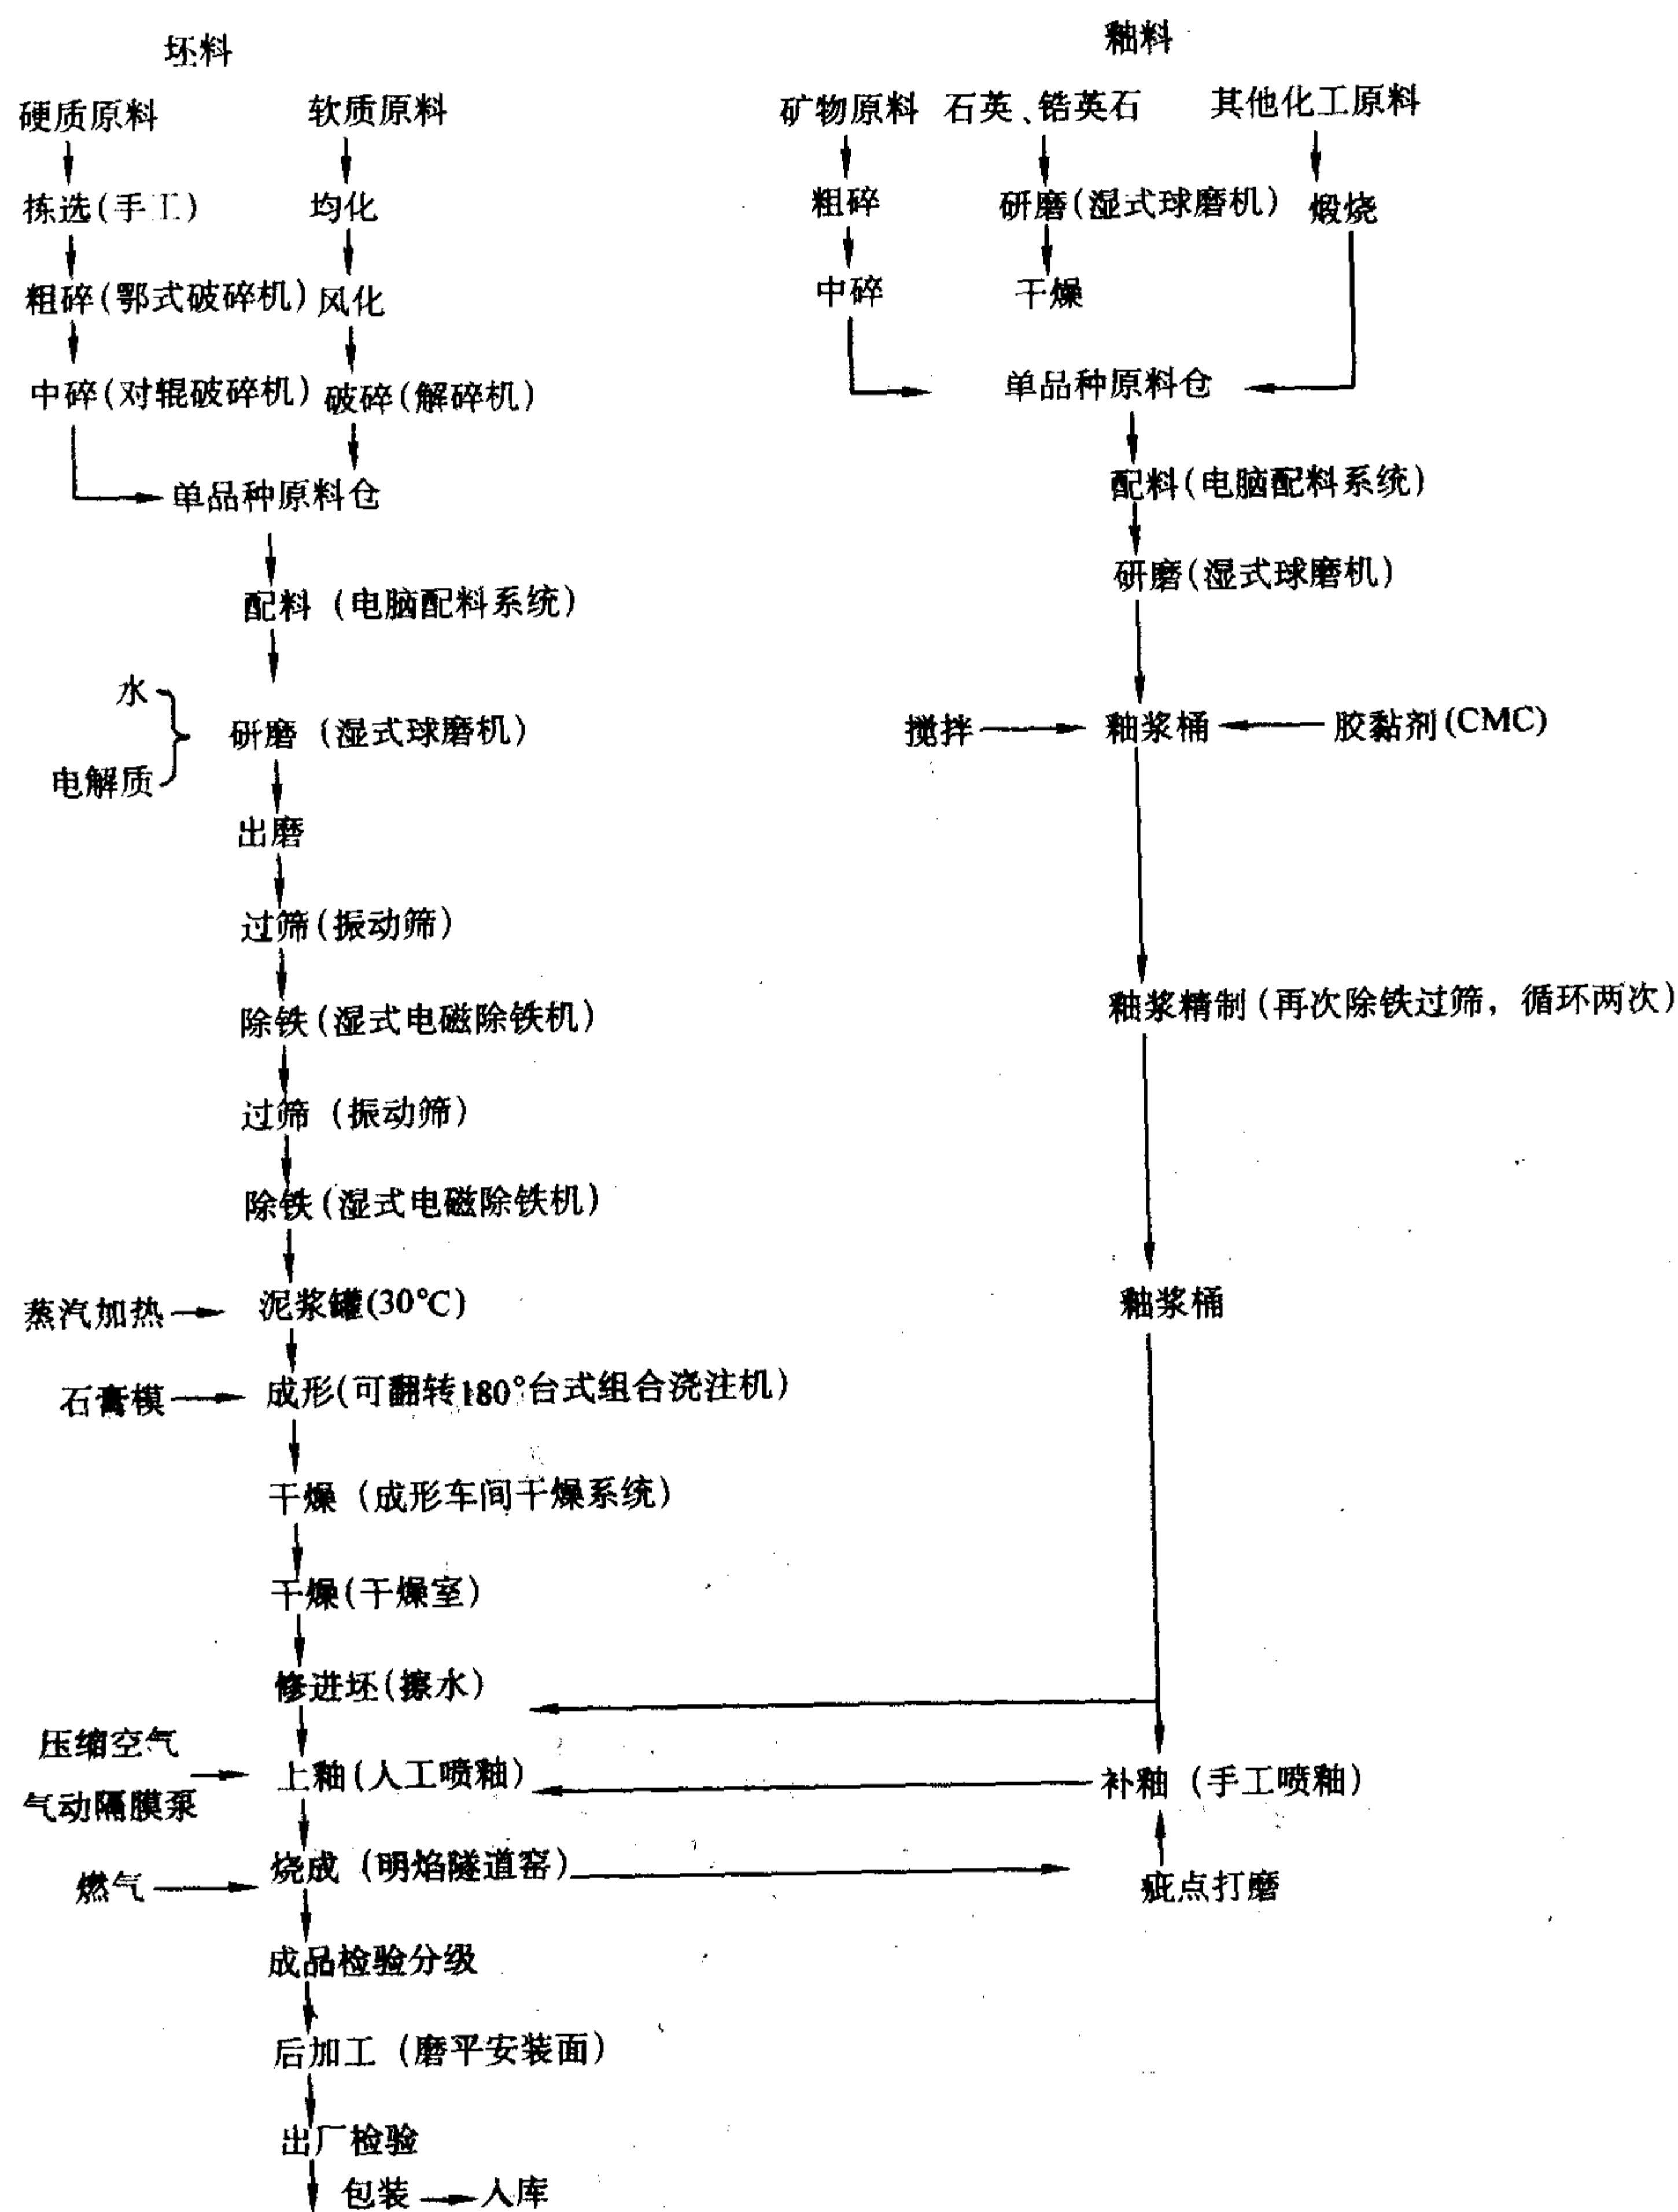 坯料
硬质原料
软质原料
拣选(手工)
均化
粗碎(鄂式破碎机)
风化
中碎(对辊破碎机)
破碎(解碎机)
单品种原料仓
配料(电脑配料系统)
水
电解质
研磨(湿式球磨机)
出磨
过筛(振动筛)
除铁(湿式电磁除铁机)
过筛(振动筛)
除铁(湿式电磁除铁机)
蒸汽加热
泥浆罐(30℃)
石膏模
成形(可翻转180°台式组合浇注机)
干燥(成形车间干燥系统)
干燥(干燥室)
修进坯(擦水)
压缩空气
气动隔膜泵
上釉(人工喷釉)
燃气
烧成(明焰隧道窑)
成品检验分级
后加工(磨平安装面)
出厂检验
包装
入库
釉料
矿物原料
石英、锆英石
其他化工原料
粗碎
研磨(湿式球磨机)
煅烧
中碎
干燥
单品种原料仓
配料(电脑配料系统)
研磨(湿式球磨机)
搅拌
釉浆桶
胶黏剂(CMC)
釉浆精制(再次除铁过筛，循环两次)
釉浆桶
补釉(手工喷釉)
疵点打磨